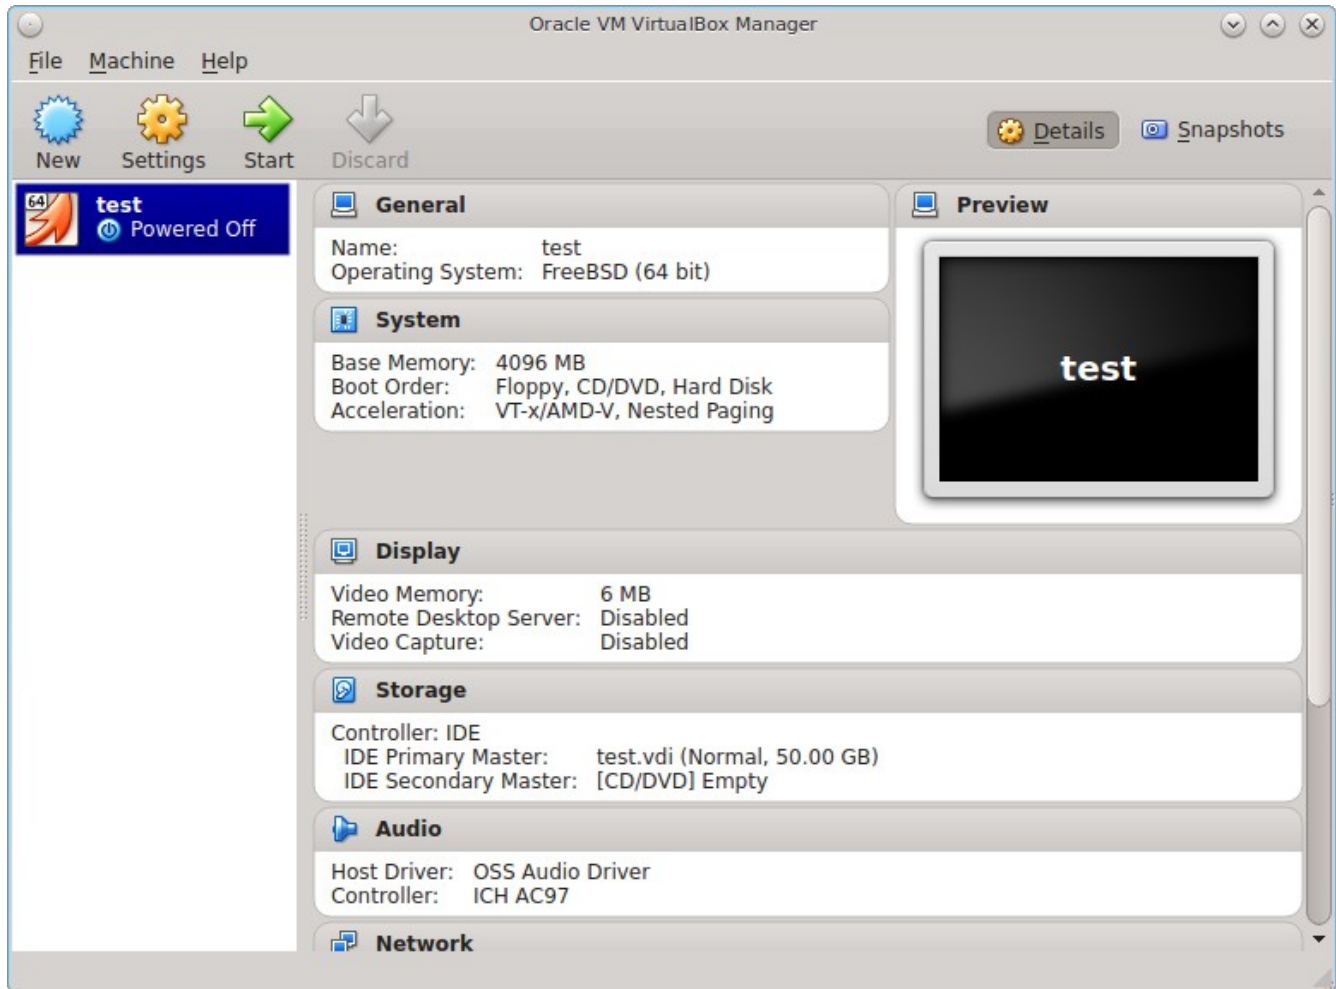 Oracle VM VirtualBox Manager
File Machine Help
New Settings Start Discard
Details Snapshots
64
test
Powered Off
General
Name: test
Operating System: FreeBSD (64 bit)
System
Base Memory: 4096 MB
Boot Order: Floppy, CD/DVD, Hard Disk
Acceleration: VT-x/AMD-V, Nested Paging
Preview
test
Display
Video Memory: 6 MB
Remote Desktop Server: Disabled
Video Capture: Disabled
Storage
Controller: IDE
IDE Primary Master: test.vdi (Normal, 50.00 GB)
IDE Secondary Master: [CD/DVD] Empty
Audio
Host Driver: OSS Audio Driver
Controller: ICH AC97
Network